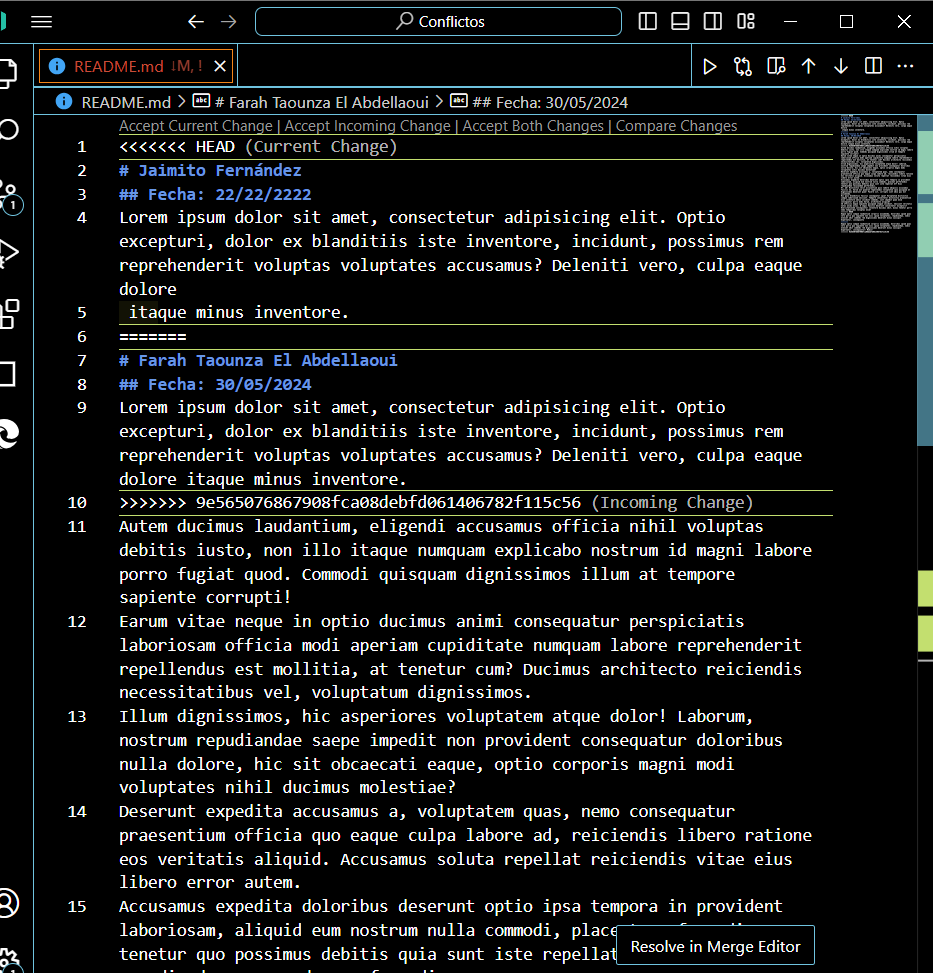 Conflictos
README.md ↓M, !
README.md > # Farah Taounza El Abdellaoui > ## Fecha: 30/05/2024
Accept Current Change | Accept Incoming Change | Accept Both Changes | Compare Changes
1 <<<<<<< HEAD (Current Change)
2 # Jaimito Fernández
3 ## Fecha: 22/22/2222
4 Lorem ipsum dolor sit amet, consectetur adipisicing elit. Optio
excepturi, dolor ex blanditiis iste inventore, incidunt, possimus rem
reprehenderit voluptas voluptates accusamus? Deleniti vero, culpa eaque
dolore
5 itaque minus inventore.
6 =======
7 # Farah Taounza El Abdellaoui
8 ## Fecha: 30/05/2024
9 Lorem ipsum dolor sit amet, consectetur adipisicing elit. Optio
excepturi, dolor ex blanditiis iste inventore, incidunt, possimus rem
reprehenderit voluptas voluptates accusamus? Deleniti vero, culpa eaque
dolore itaque minus inventore.
10 >>>>>>> 9e565076867908fca08debfd061406782f115c56 (Incoming Change)
11 Autem ducimus laudantium, eligendi accusamus officia nihil voluptas
debitis iusto, non illo itaque numquam explicabo nostrum id magni labore
porro fugiat quod. Commodi quisquam dignissimos illum at tempore
sapiente corrupti!
12 Earum vitae neque in optio ducimus animi consequatur perspiciatis
laboriosam officia modi aperiam cupiditate numquam labore reprehenderit
repellendus est mollitia, at tenetur cum? Ducimus architecto reiciendis
necessitatibus vel, voluptatum dignissimos.
13 Illum dignissimos, hic asperiores voluptatem atque dolor! Laborum,
nostrum repudiandae saepe impedit non provident consequatur doloribus
nulla dolore, hic sit obcaecati eaque, optio corporis magni modi
voluptates nihil ducimus molestiae?
14 Deserunt expedita accusamus a, voluptatem quas, nemo consequatur
praesentium officia quo eaque culpa labore ad, reiciendis libero ratione
eos veritatis aliquid. Accusamus soluta repellat reiciendis vitae eius
libero error autem.
15 Accusamus expedita doloribus deserunt optio ipsa tempora in provident
laboriosam, aliquid eum nostrum nulla commodi,
tenetur quo possimus debitis quia sunt iste repellat
Resolve in Merge Editor
1
1